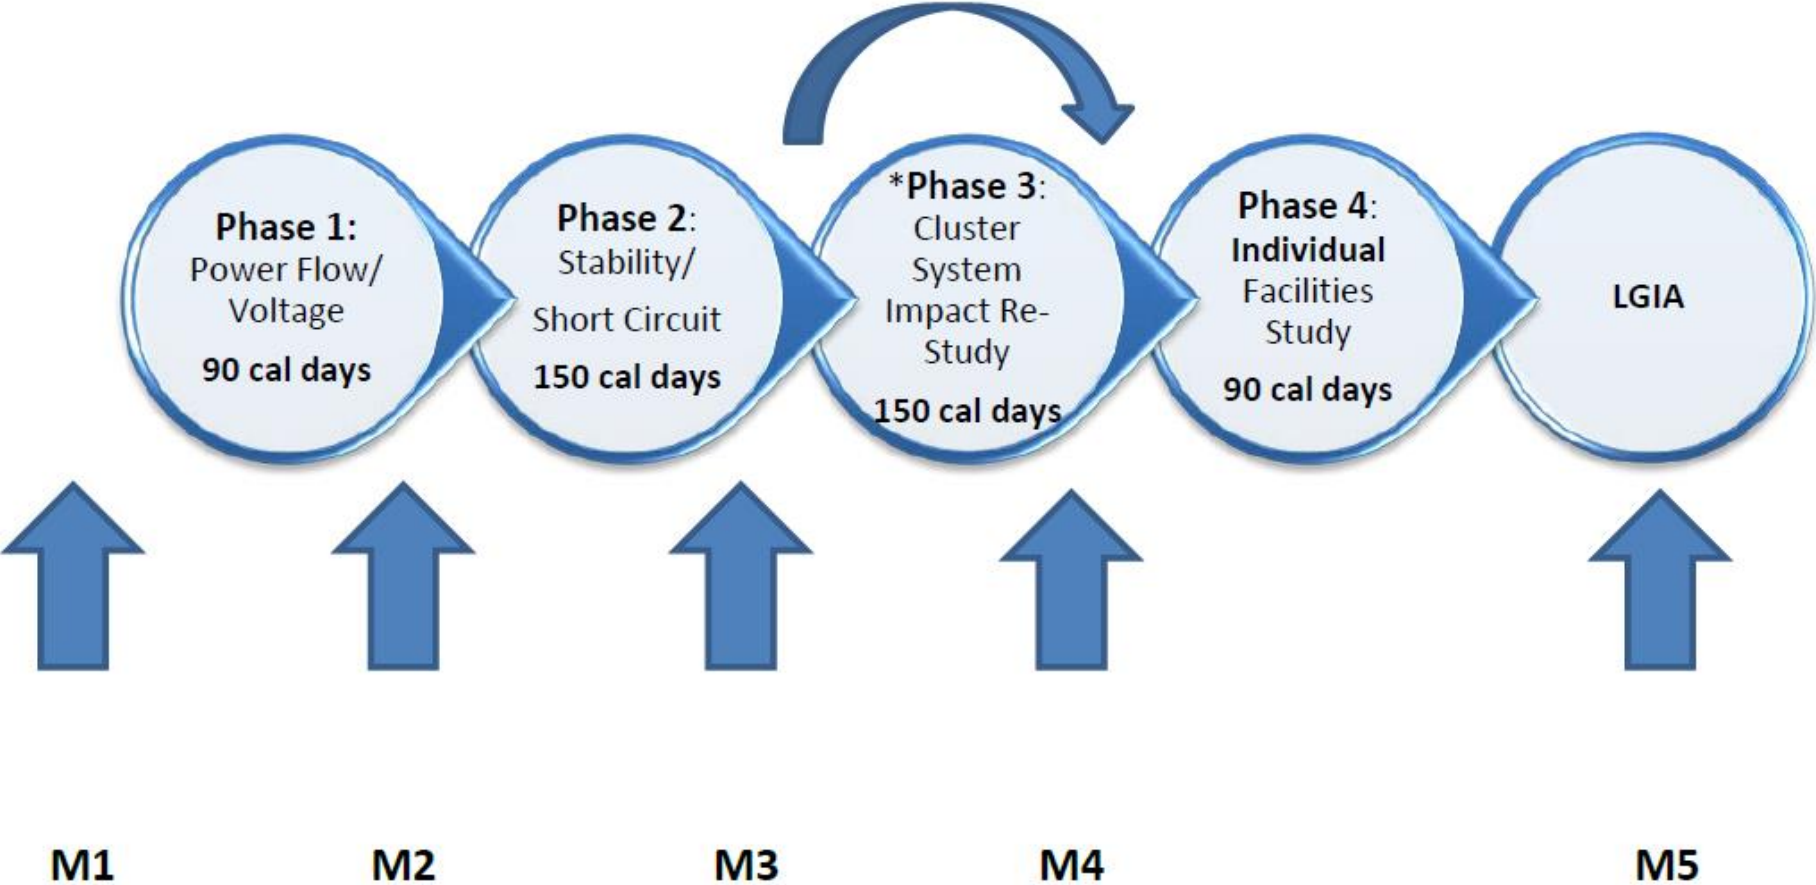 Phase 1:
Power Flow/
Voltage
90 cal days
Phase 2:
Stability/
Short Circuit
150 cal days
*Phase 3:
Cluster
System
Impact Re-
Study
150 cal days
Phase 4:
Individual
Facilities
Study
90 cal days
LGIA
M1
M2
M3
M4
M5